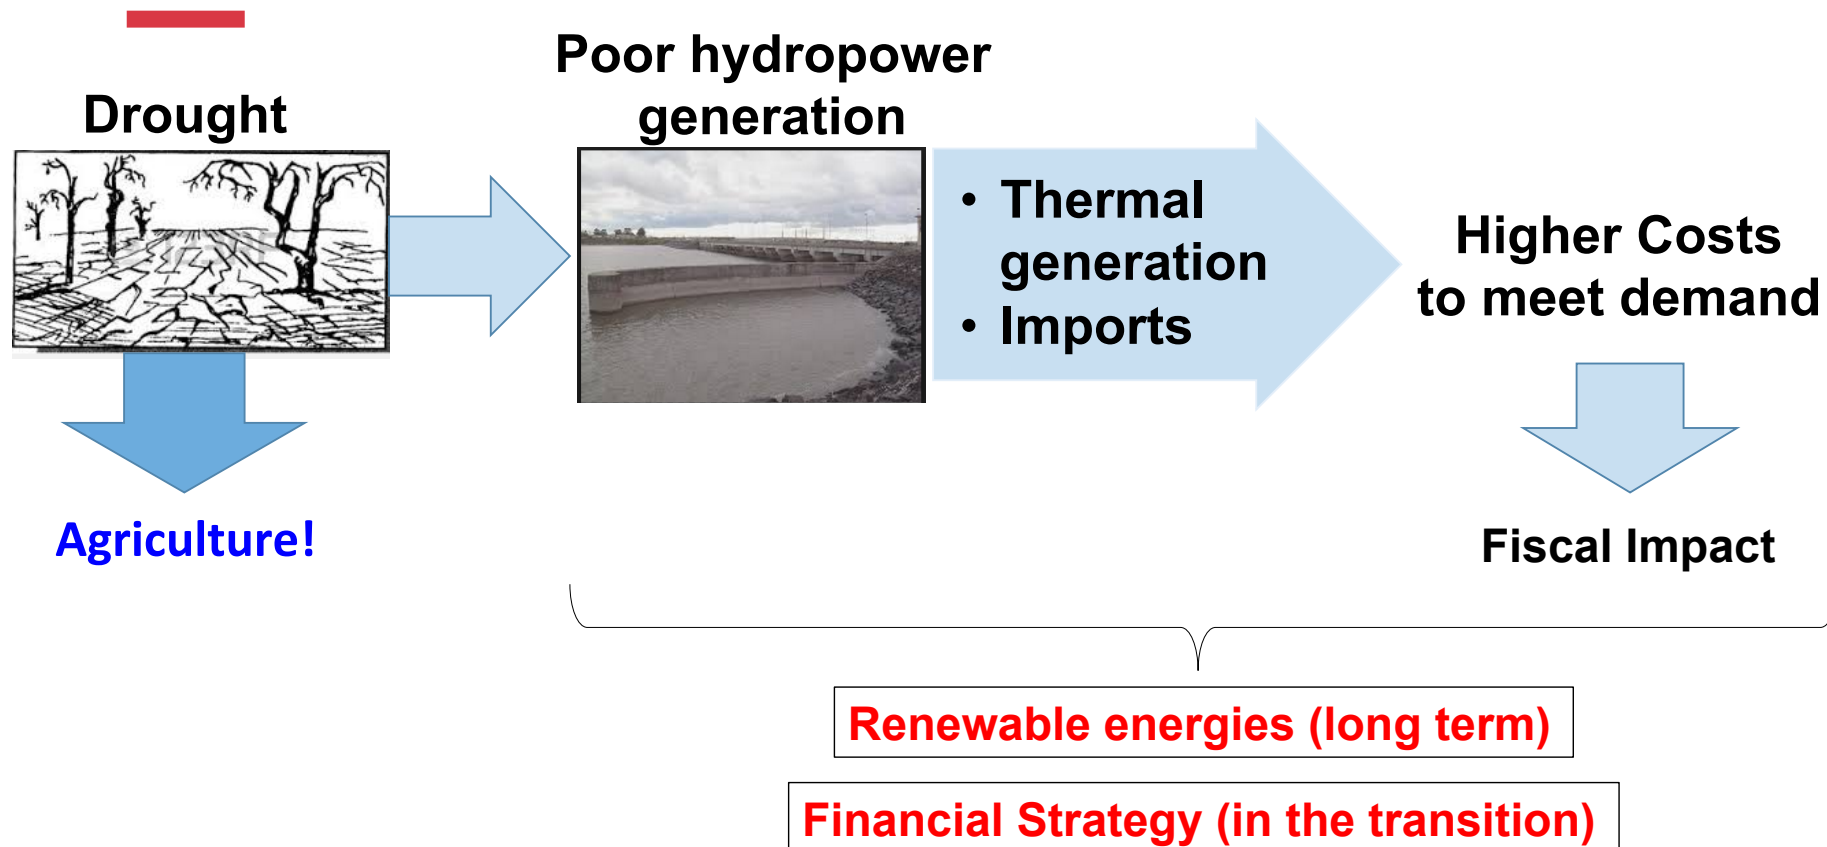 Drought
Poor hydropower
generation
• Thermal
generation
• Imports
Higher Costs
to meet demand
Agriculture!
Fiscal Impact
Renewable energies (long term)
Financial Strategy (in the transition)